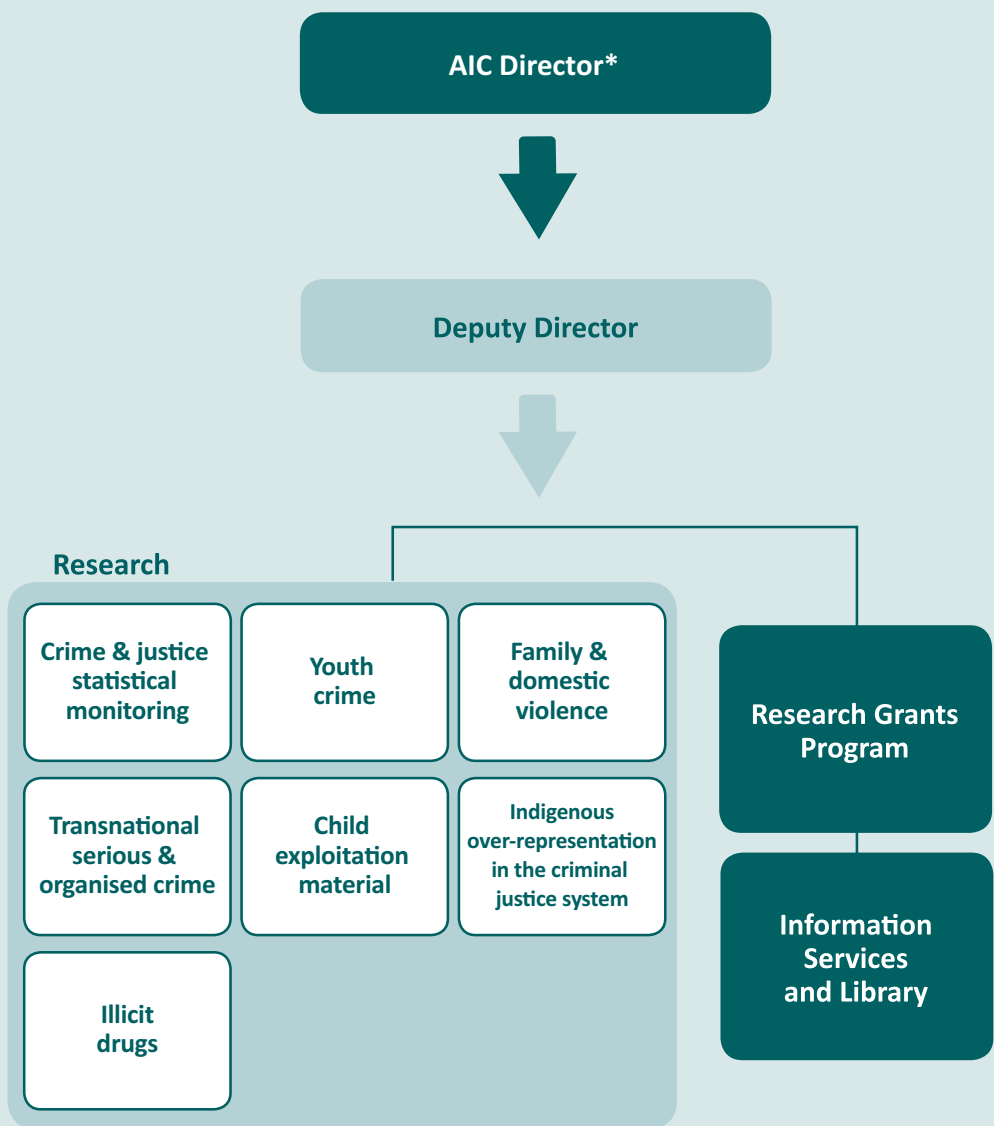 AIC Director*
Deputy Director
Research
Crime & justice
statistical
monitoring
Youth
crime
Family &
domestic
violence
Transnational
serious &
organised crime
Child
exploitation
material
Indigenous
over-representation
in the criminal
justice system
Illicit
drugs
Research Grants
Program
Information
Services
and Library